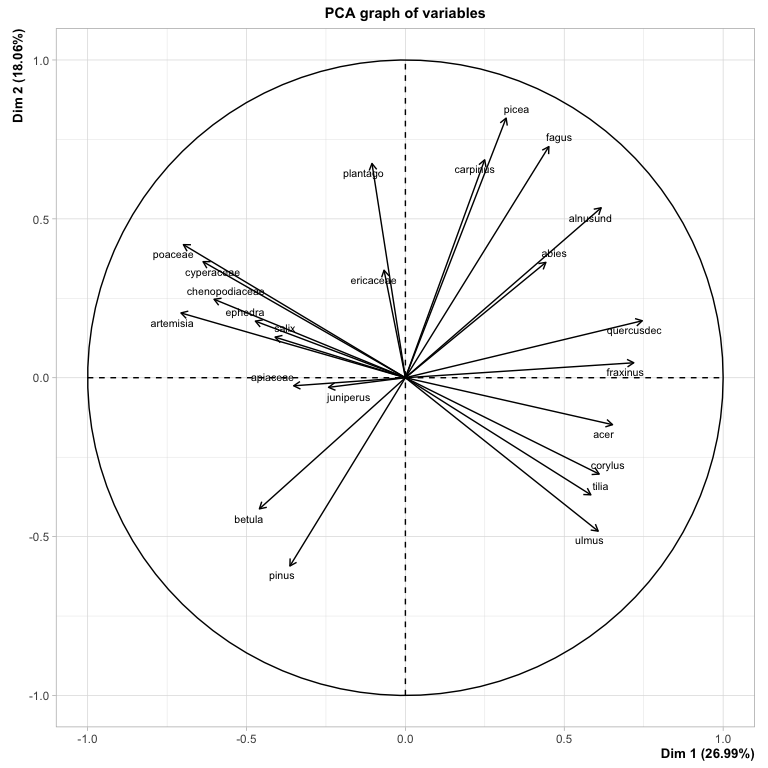 PCA graph of variables
Dim 2 (18.06%)
1.0
picea
fagus
carpinus
plantago
alnusund
0.5
poaceae
abies
cyperaceae
ericaceae
chenopodiaceae
ephedra
artemisia
salix
quercusdec
fraxinus
0.0
apiaceae
juniperus
acer
corylus
tilia
betula
-0.5
ulmus
pinus
-1.0
-1.0
-0.5
0.0
0.5
1.0
Dim 1 (26.99%)